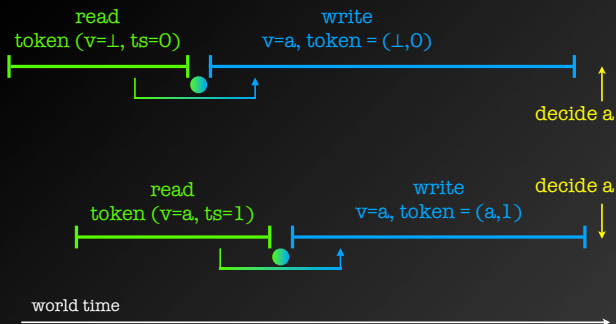 read
token (v=⊥, ts=0)
write
v=a, token = (⊥,0)
decide a
read
token (v=a, ts=1)
write
v=a, token = (a,1)
decide a
world time